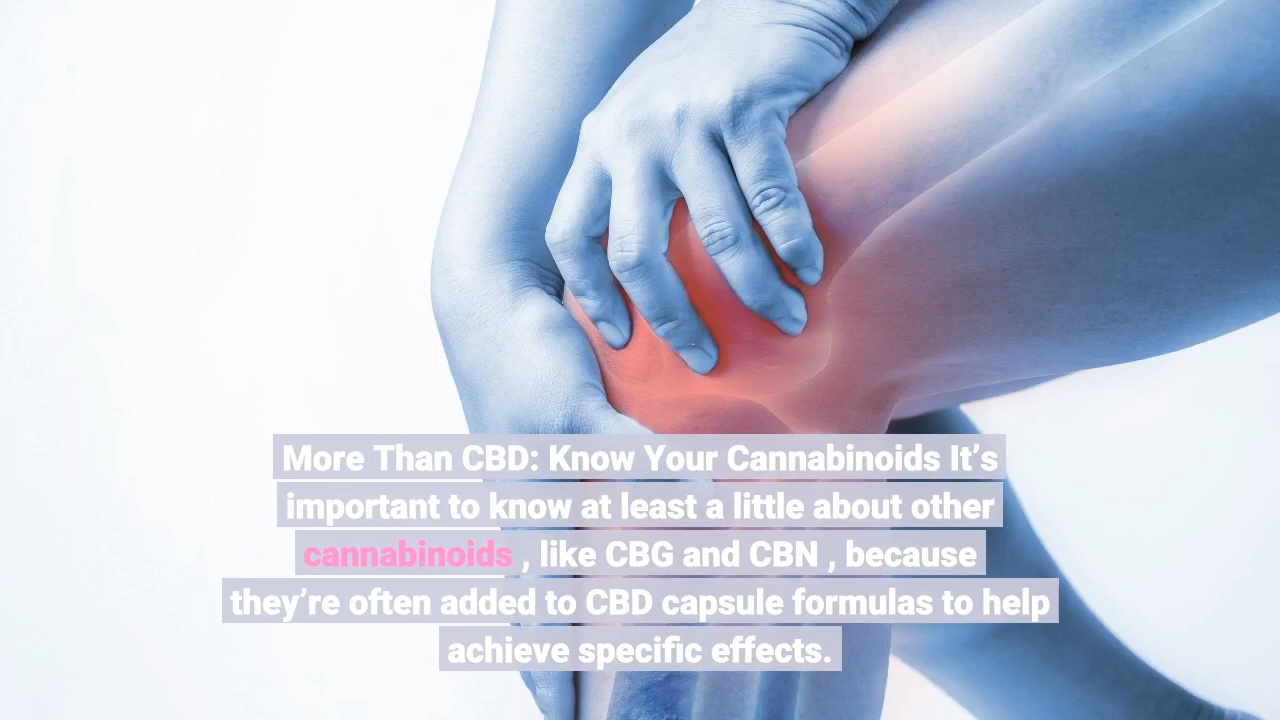 More Than CBD: Know Your Cannabinoids It’s
important to know at least a little about other
cannabinoids , like CBG and CBN , because
they’re often added to CBD capsule formulas to help
achieve specific effects.